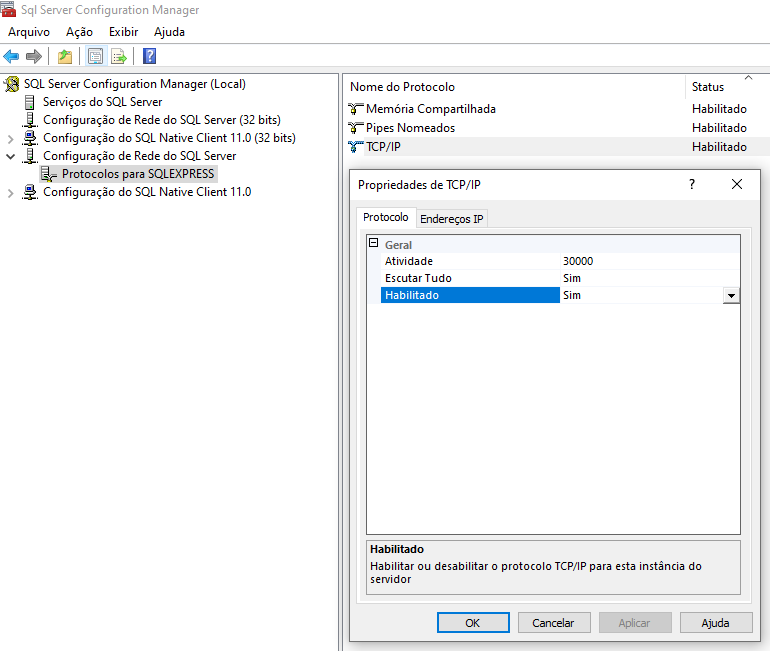 Sql Server Configuration Manager
Arquivo Ação Exibir Ajuda
SQL Server Configuration Manager (Local)
Serviços do SQL Server
Configuração de Rede do SQL Server (32 bits)
Configuração do SQL Native Client 11.0 (32 bits)
Configuração de Rede do SQL Server
Protocolos para SQLEXPRESS
Configuração do SQL Native Client 11.0
Nome do Protocolo Status
Memória Compartilhada Habilitado
Pipes Nomeados Habilitado
TCP/IP Habilitado
Propriedades de TCP/IP ?
Protocolo Endereços IP
Geral
Atividade 30000
Escutar Tudo Sim
Habilitado Sim
Habilitado
Habilitar ou desabilitar o protocolo TCP/IP para esta instância do
servidor
OK Cancelar Aplicar Ajuda